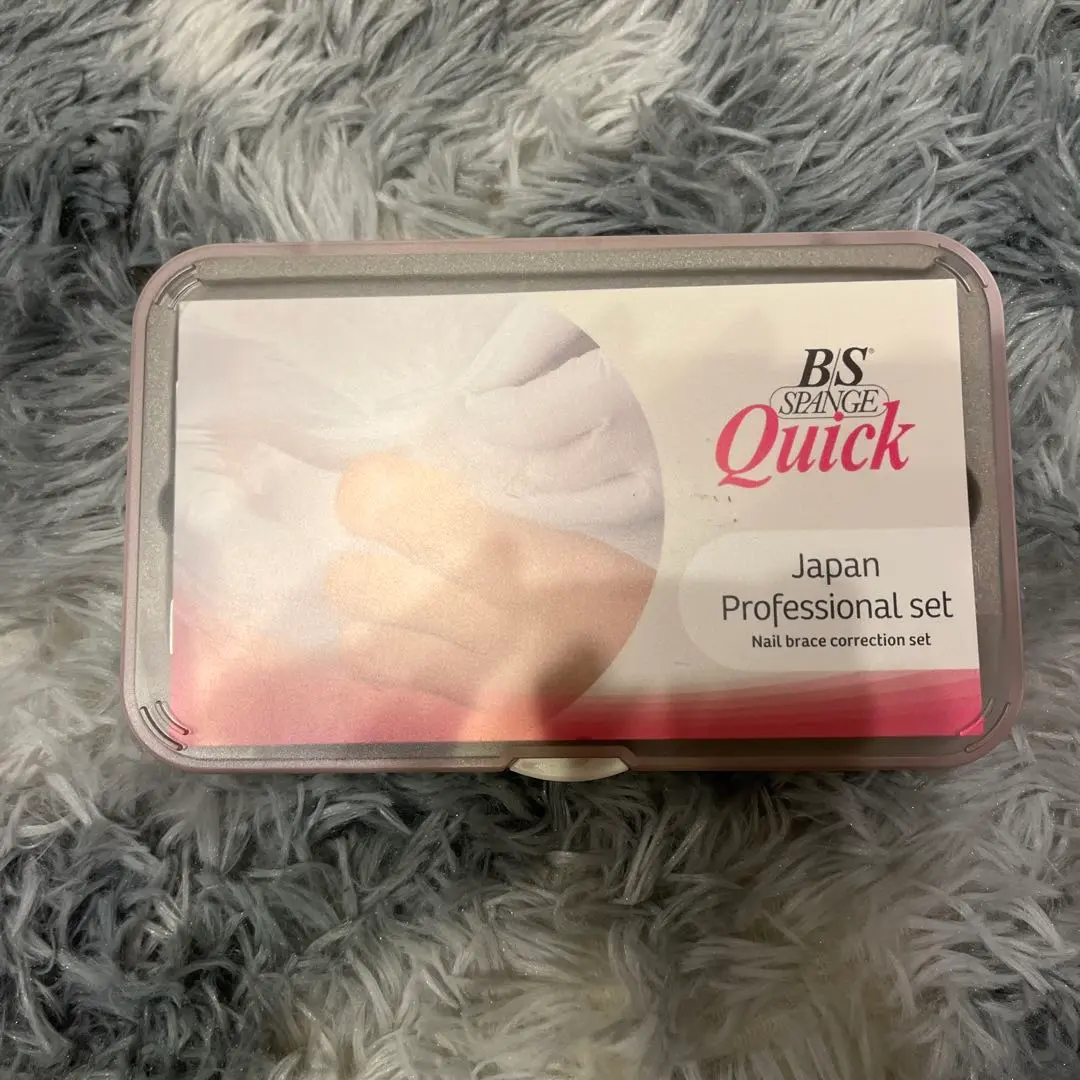 B/S®
SPANGE
Quick
Japan
Professional set
Nail brace correction set